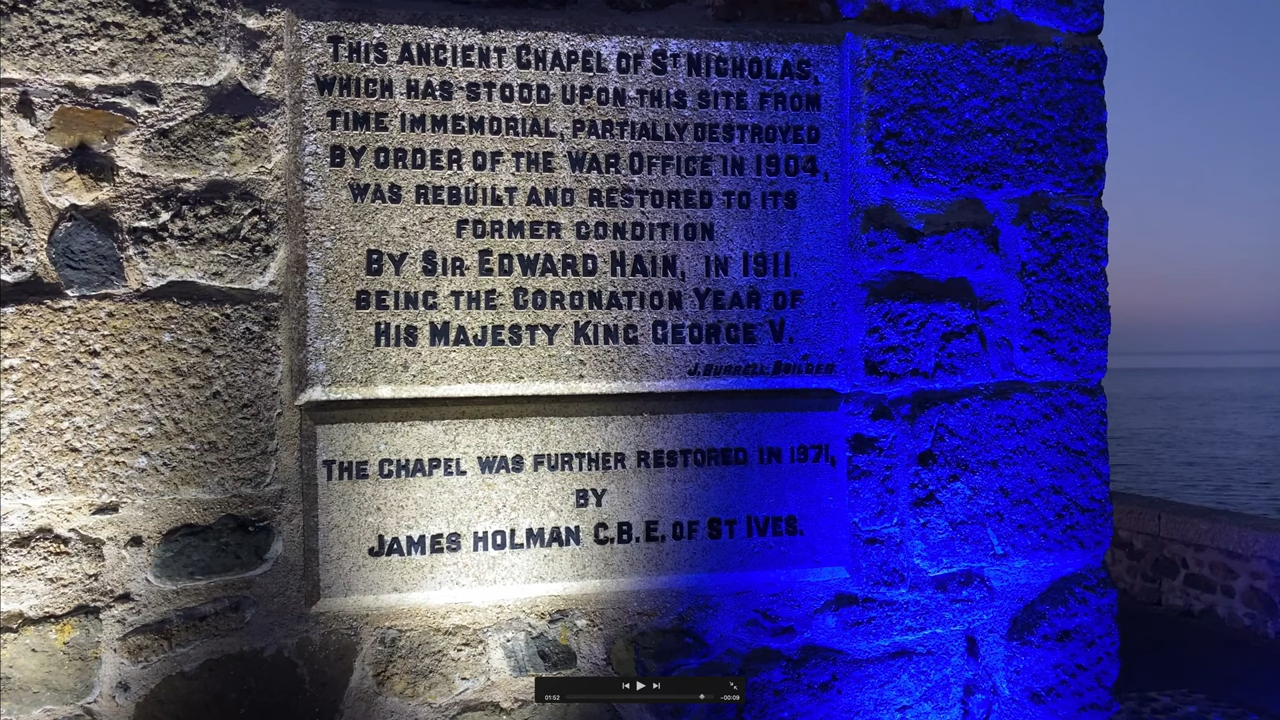 THIS ANCIENT CHAPEL OF ST NICHOLAS,
WHICH HAS STOOD UPON THIS SITE FROM
TIME IMMEMORIAL, PARTIALLY DESTROYED
BY ORDER OF THE WAR OFFICE IN 1904,
WAS REBUILT AND RESTORED TO ITS
FORMER CONDITION
BY SIR EDWARD HAIN, IN 1911.
BEING THE CORONATION YEAR OF
HIS MAJESTY KING GEORGE V.
J. BURRELL. BUILDER.
THE CHAPEL WAS FURTHER RESTORED IN 1971,
BY
JAMES HOLMAN C.B.E. OF ST IVES.
01:52 -00:09